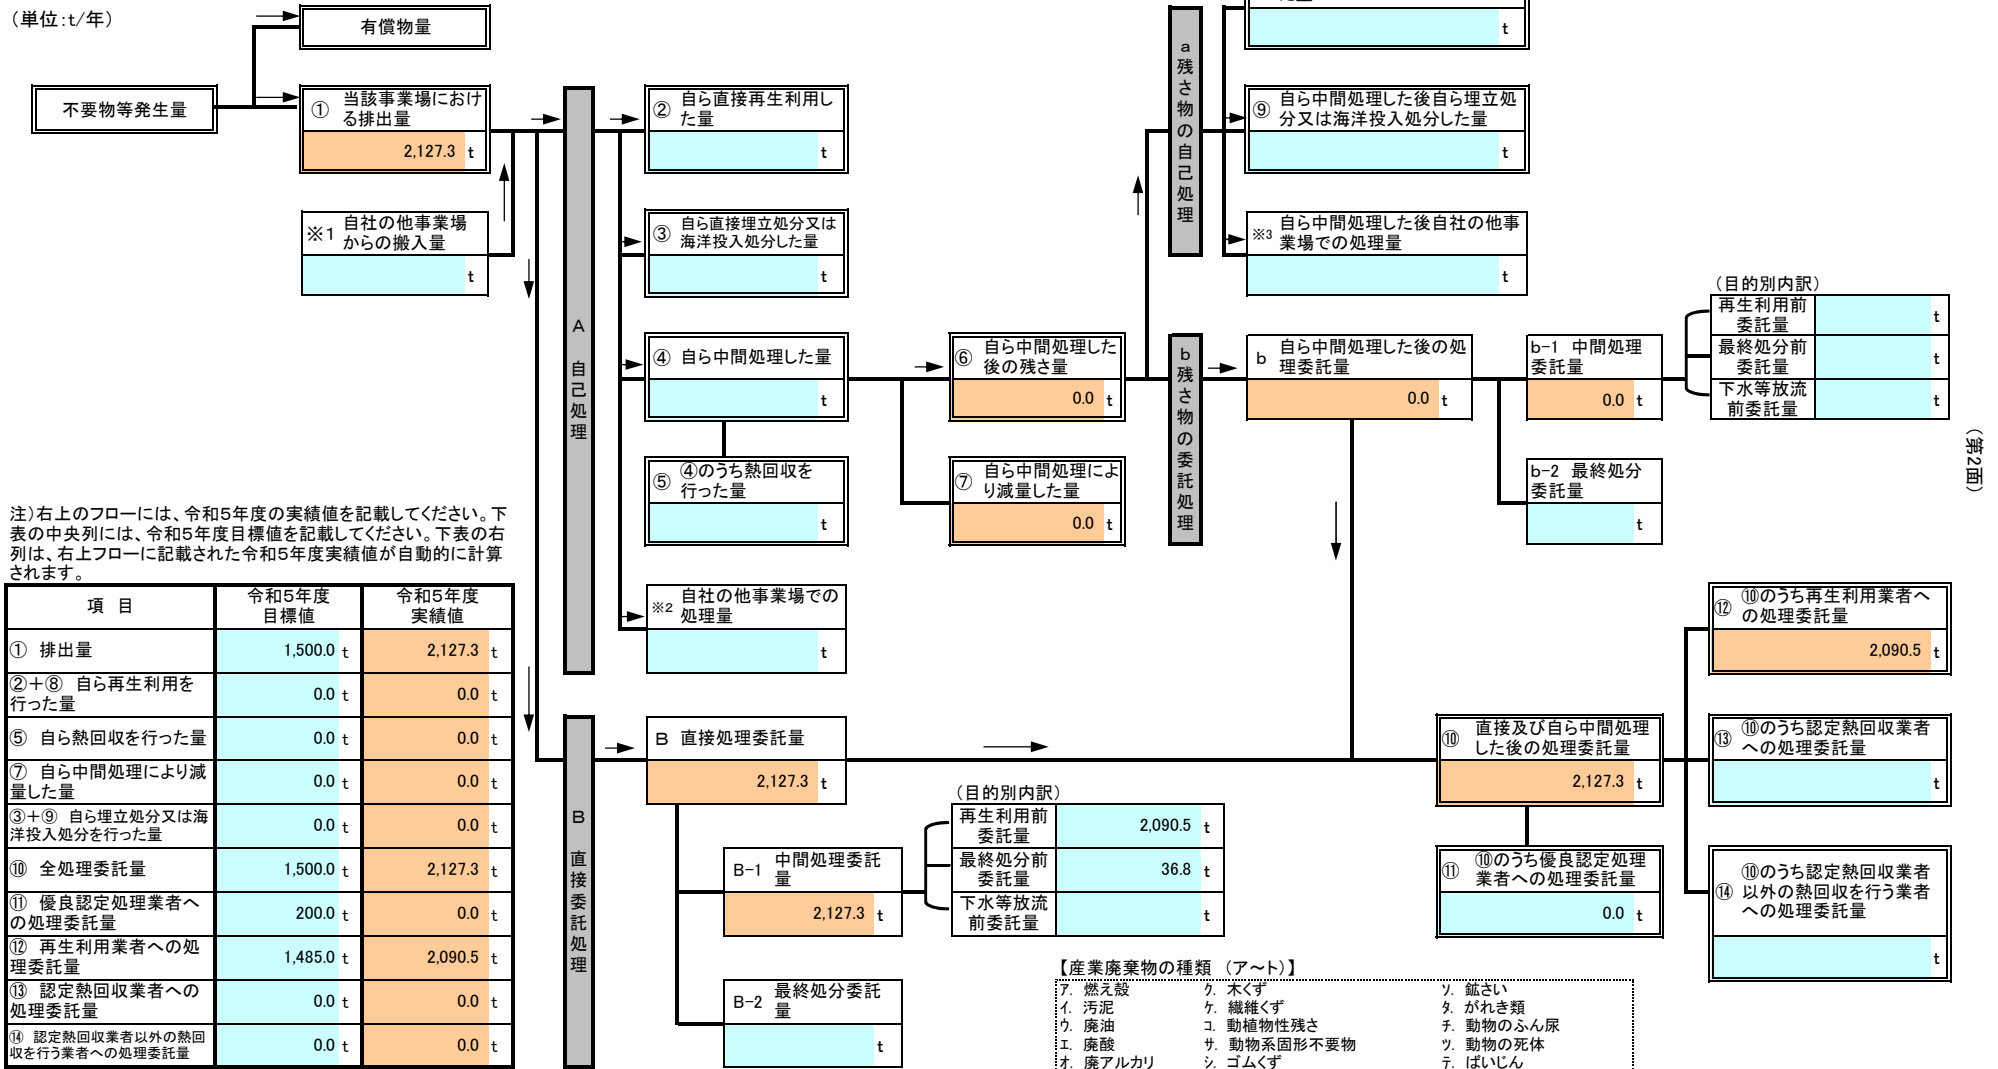 (単位:t/年)
有償物量
不要物等発生量
① 当該事業場におけ
る排出量
2,127.3 t
※1 自社の他事業場
からの搬入量
t
A 自己処理
② 自ら直接再生利用し
た量
t
③ 自ら直接埋立処分又は
海洋投入処分した量
t
④ 自ら中間処理した量
t
⑤ ④のうち熱回収を
行った量
t
※2 自社の他事業場での
処理量
t
⑥ 自ら中間処理した
後の残さ量
0.0 t
⑦ 自ら中間処理によ
り減量した量
0.0 t
a 残さ物の自己処理
t
⑨ 自ら中間処理した後自ら埋立処
分又は海洋投入処分した量
t
※3 自ら中間処理した後自社の他事
業場での処理量
t
b 残さ物の委託処理
b 自ら中間処理した後の処
理委託量
0.0 t
b-1 中間処理
委託量
0.0 t
(目的別内訳)
再生利用前
委託量
t
最終処分前
委託量
t
下水等放流
前委託量
t
b-2 最終処分
委託量
t
(第2面)
注)右上のフローには、令和5年度の実績値を記載してください。下
表の中央列には、令和5年度目標値を記載してください。下表の右
列は、右上フローに記載された令和5年度実績値が自動的に計算
されます。
項 目 令和5年度
目標値 令和5年度
実績値
① 排出量 1,500.0 t 2,127.3 t
②+⑧ 自ら再生利用を
行った量 0.0 t 0.0 t
⑤ 自ら熱回収を行った量 0.0 t 0.0 t
⑦ 自ら中間処理により減
量した量 0.0 t 0.0 t
③+⑨ 自ら埋立処分又は海
洋投入処分を行った量 0.0 t 0.0 t
⑩ 全処理委託量 1,500.0 t 2,127.3 t
⑪ 優良認定処理業者へ
の処理委託量 200.0 t 0.0 t
⑫ 再生利用業者への処
理委託量 1,485.0 t 2,090.5 t
⑬ 認定熱回収業者への
処理委託量 0.0 t 0.0 t
⑭ 認定熱回収業者以外の熱回
収を行う業者への処理委託量 0.0 t 0.0 t
B 直接委託処理
B 直接処理委託量
2,127.3 t
B-1 中間処理委託
量
2,127.3 t
B-2 最終処分委託
量
t
(目的別内訳)
再生利用前
委託量
2,090.5 t
最終処分前
委託量
36.8 t
下水等放流
前委託量
t
⑩ 直接及び自ら中間処理
した後の処理委託量
2,127.3 t
⑪ ⑩のうち優良認定処理
業者への処理委託量
0.0 t
⑫ ⑩のうち再生利用業者へ
の処理委託量
2,090.5 t
⑬ ⑩のうち認定熱回収業者
への処理委託量
t
⑭ ⑩のうち認定熱回収業者
以外の熱回収を行う業者
への処理委託量
t
【産業廃棄物の種類 (ア～ト)】
ア. 燃え殻 ク. 木くず ソ. 鉱さい
イ. 汚泥 ケ. 繊維くず タ. がれき類
ウ. 廃油 コ. 動植物性残さ チ. 動物のふん尿
エ. 廃酸 サ. 動物系固形不要物 ツ. 動物の死体
オ. 廃アルカリ シ. ゴムくず テ. ばいじん